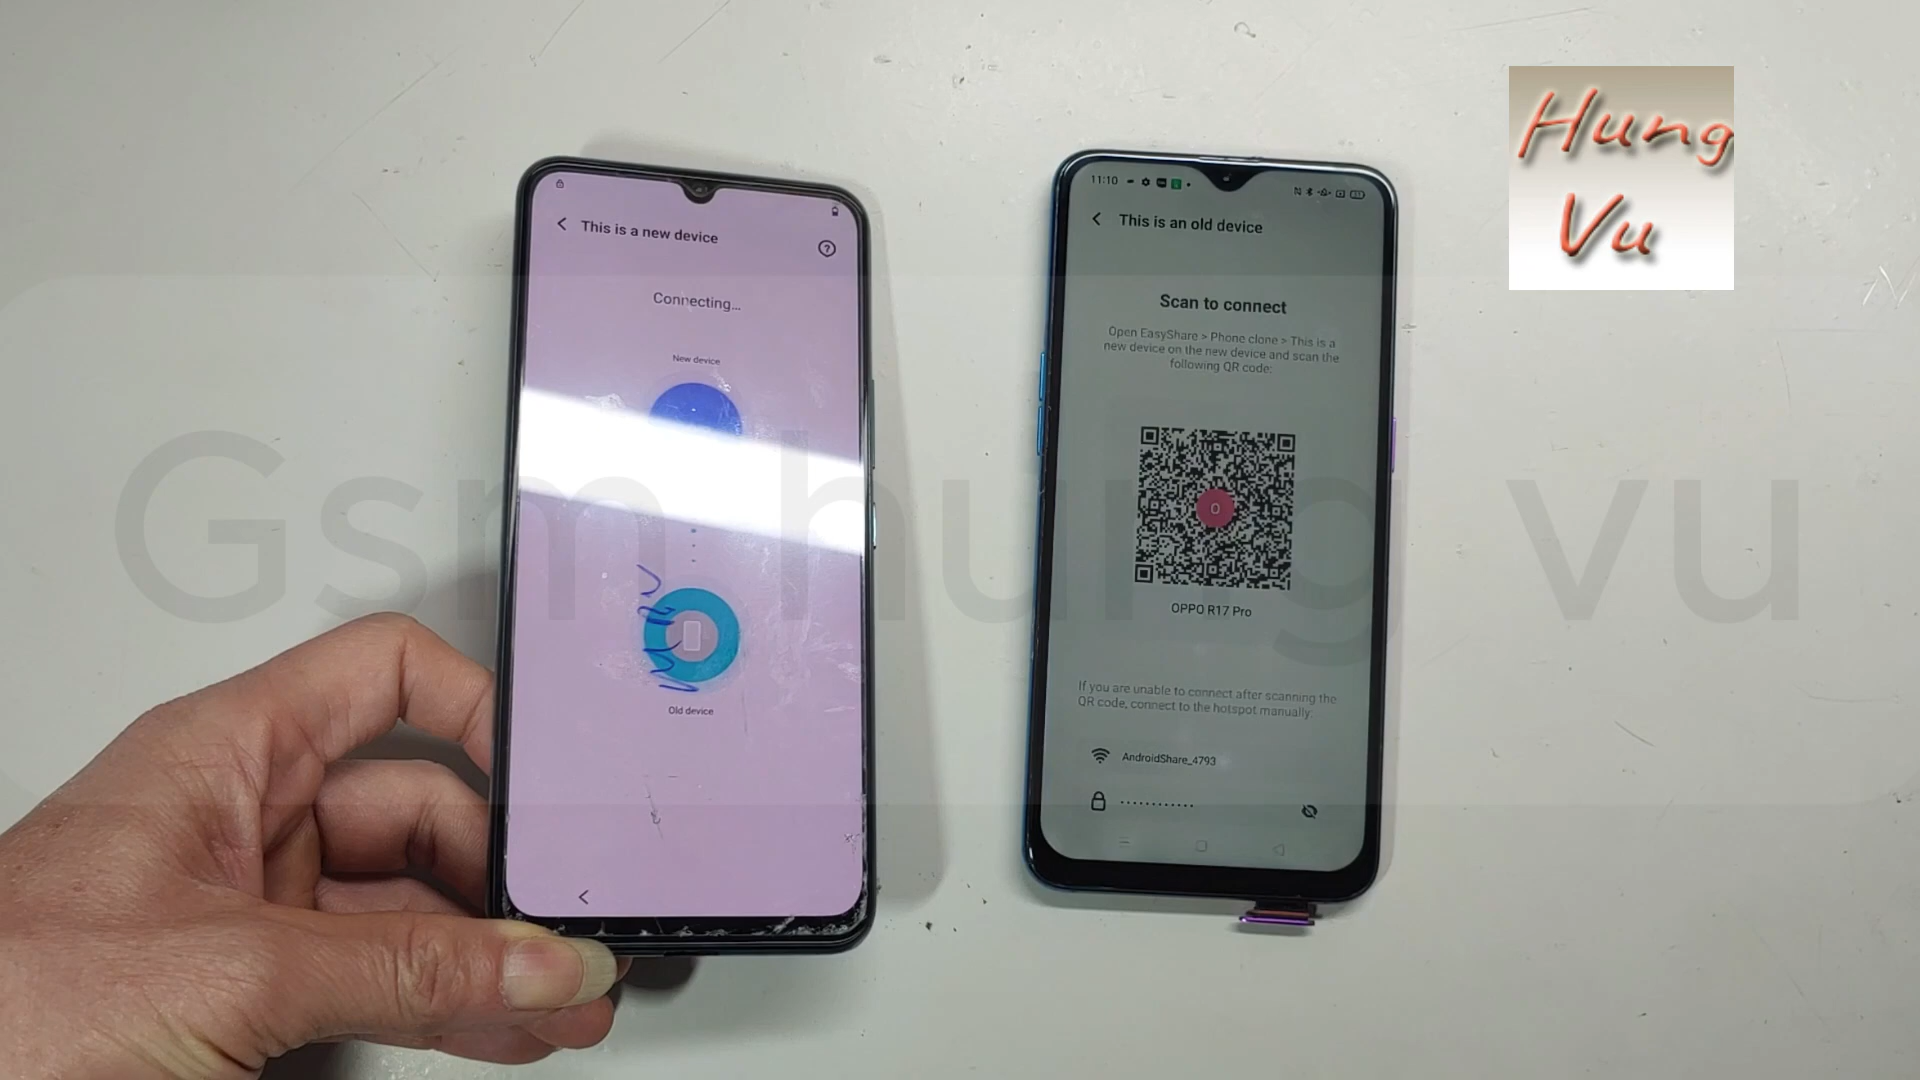 Hung
Vu
This is a new device
Connecting...
New device
Old device
11:10
This is an old device
Scan to connect
Open EasyShare > Phone clone > This is a
new device on the new device and scan the
following QR code:
O
OPPO R17 Pro
If you are unable to connect after scanning the
QR code, connect to the hotspot manually:
AndroidShare_4793
............
Gsm hung vu